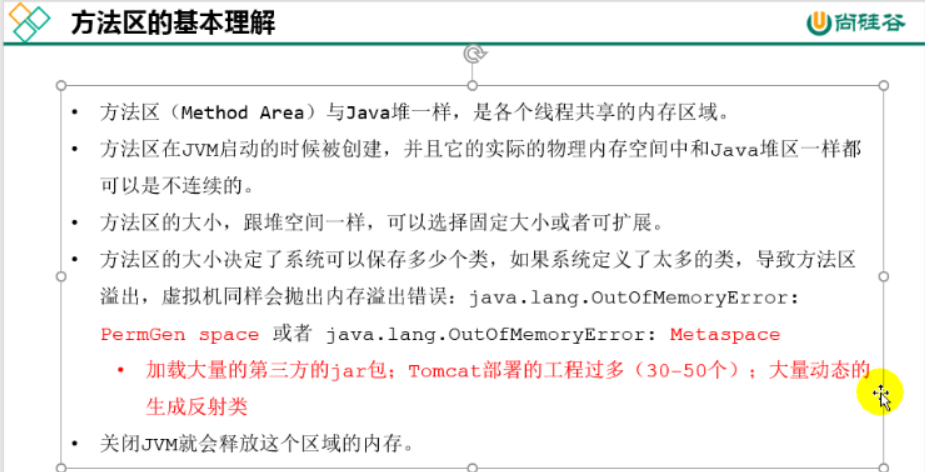 方法区的基本理解
尚硅谷
• 方法区（Method Area）与Java堆一样，是各个线程共享的内存区域。
• 方法区在JVM启动的时候被创建，并且它的实际的物理内存空间中和Java堆区一样都
可以是不连续的。
• 方法区的大小，跟堆空间一样，可以选择固定大小或者可扩展。
• 方法区的大小决定了系统可以保存多少个类，如果系统定义了太多的类，导致方法区
溢出，虚拟机同样会抛出内存溢出错误：java.lang.OutOfMemoryError:
PermGen space 或者 java.lang.OutOfMemoryError: Metaspace
• 加载大量的第三方的jar包；Tomcat部署的工程过多（30-50个）；大量动态的
生成反射类
• 关闭JVM就会释放这个区域的内存。